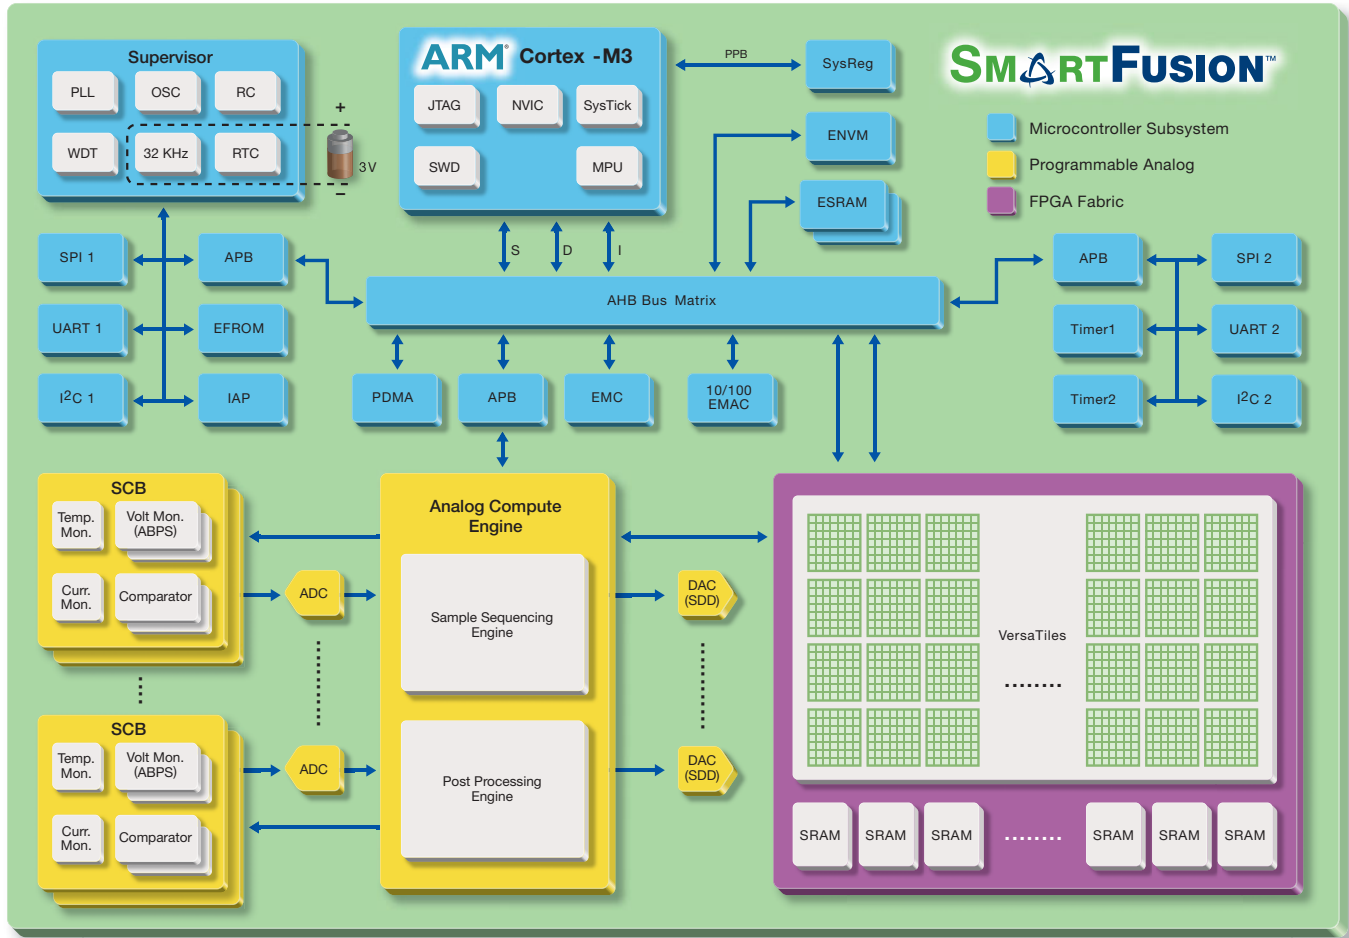 Supervisor
PLL
OSC
RC
WDT
32 KHz
RTC
+
3V
–
ARM® Cortex -M3
JTAG
NVIC
SysTick
SWD
MPU
PPB
SysReg
ENVM
ESRAM
SMARTFUSION™
Microcontroller Subsystem
Programmable Analog
FPGA Fabric
S
D
I
SPI 1
APB
UART 1
EFROM
I²C 1
IAP
AHB Bus Matrix
APB
SPI 2
Timer1
UART 2
Timer2
I²C 2
PDMA
APB
EMC
10/100
EMAC
SCB
Temp.
Mon.
Volt Mon.
(ABPS)
Curr.
Mon.
Comparator
ADC
SCB
Temp.
Mon.
Volt Mon.
(ABPS)
Curr.
Mon.
Comparator
ADC
Analog Compute
Engine
Sample Sequencing
Engine
Post Processing
Engine
DAC
(SDD)
DAC
(SDD)
VersaTiles
........
SRAM
SRAM
SRAM
........
SRAM
SRAM
SRAM